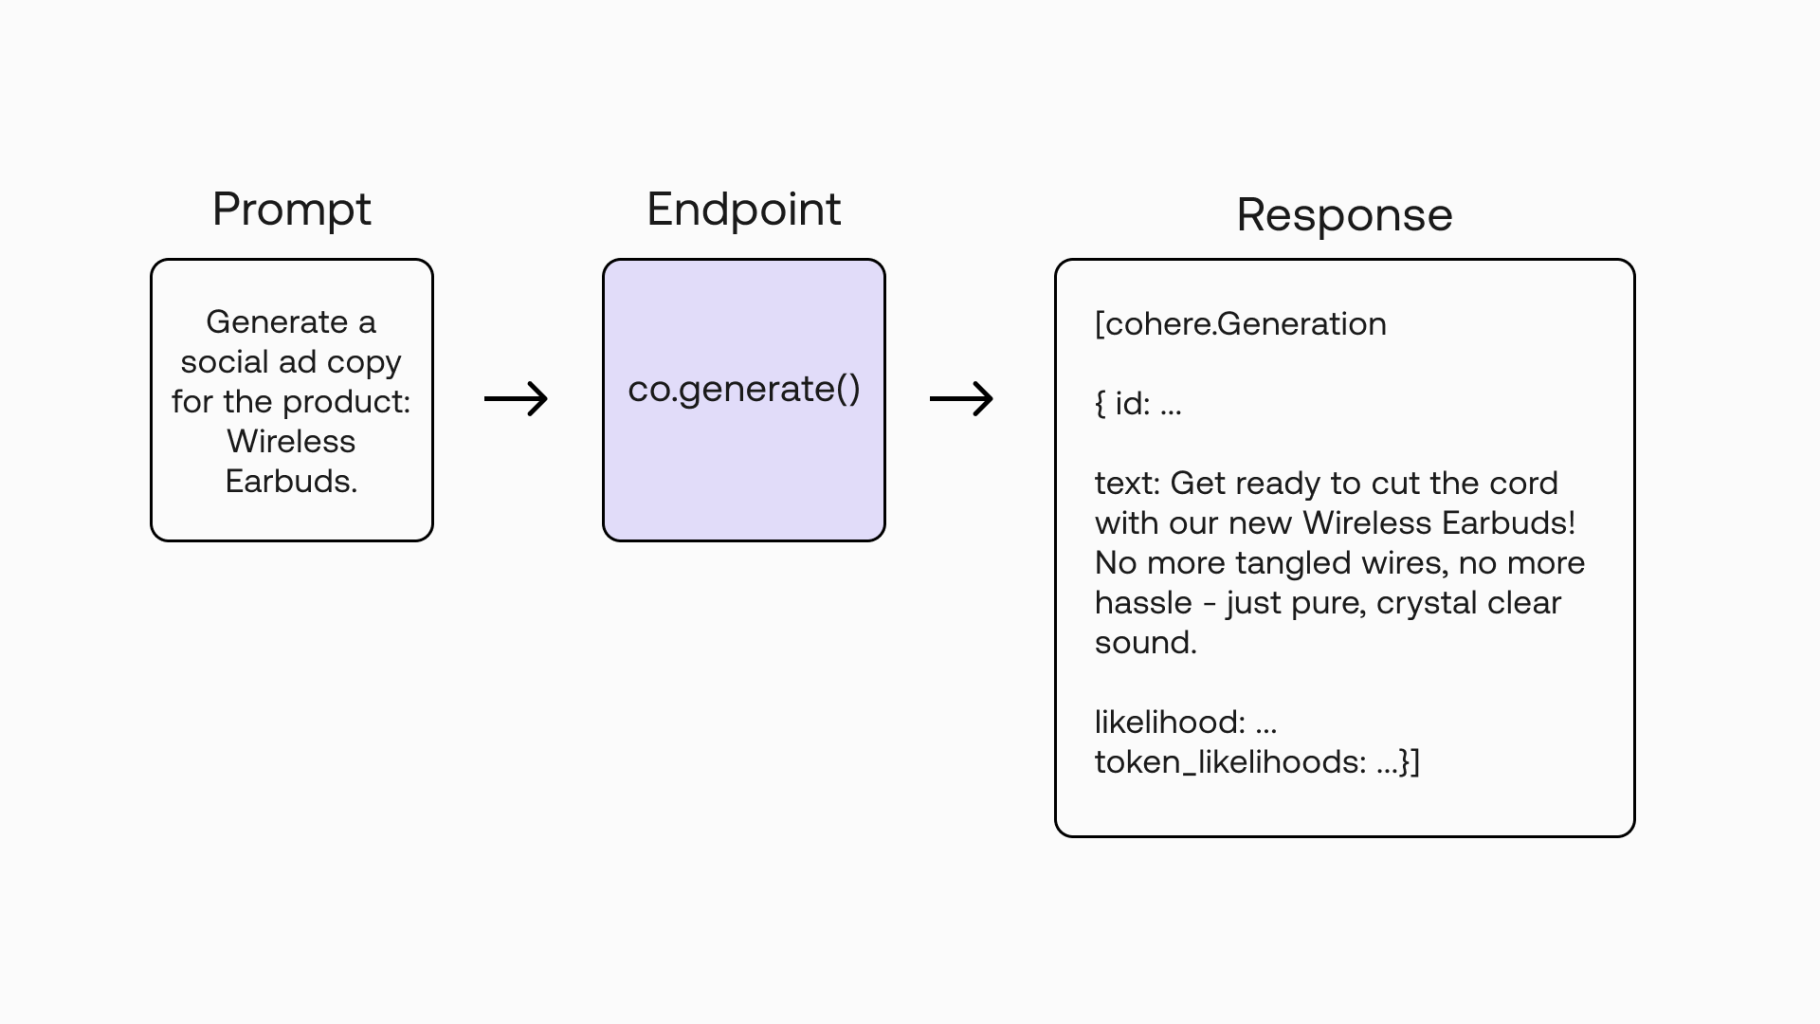 Prompt
Generate a
social ad copy
for the product:
Wireless
Earbuds.
Endpoint
co.generate()
Response
[cohere.Generation
{ id: ...
text: Get ready to cut the cord
with our new Wireless Earbuds!
No more tangled wires, no more
hassle - just pure, crystal clear
sound.
likelihood: ...
token_likelihoods: ...}]